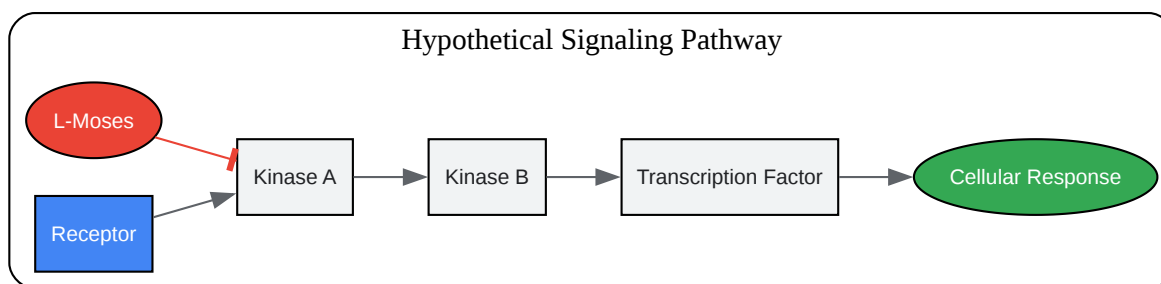 Hypothetical Signaling Pathway
L-Moses
Receptor
Kinase A
Kinase B
Transcription Factor
Cellular Response